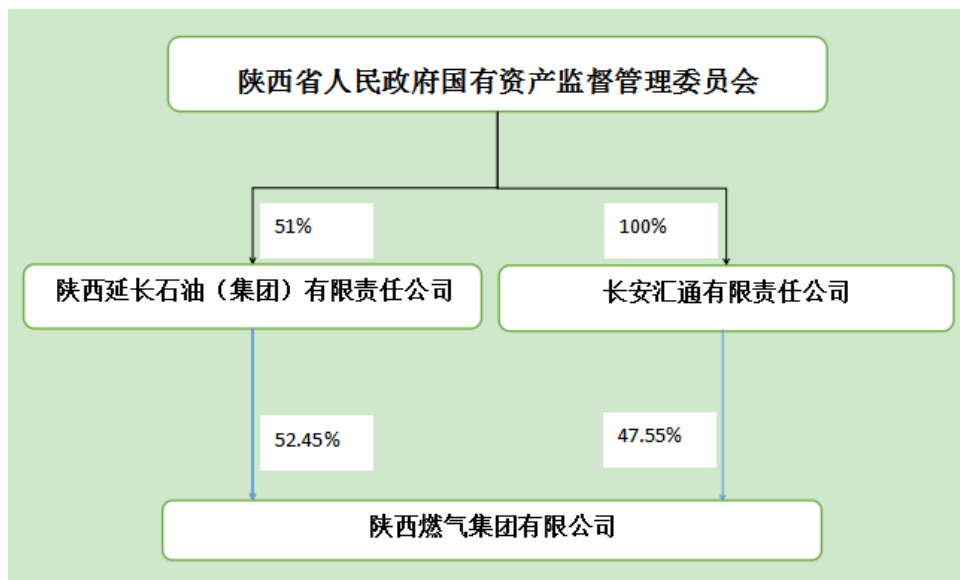 陕西省人民政府国有资产监督管理委员会
51%
100%
陕西延长石油（集团）有限责任公司
长安汇通有限责任公司
52.45%
47.55%
陕西燃气集团有限公司